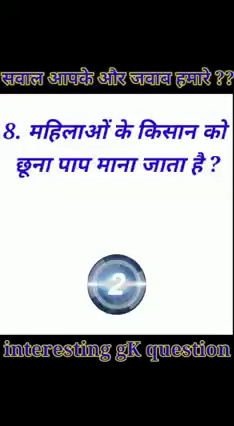 सवाल आपके और जवाब हमारे ??
8. महिलाओं के किसान को
छूना पाप माना जाता है ?
2
interesting gK question